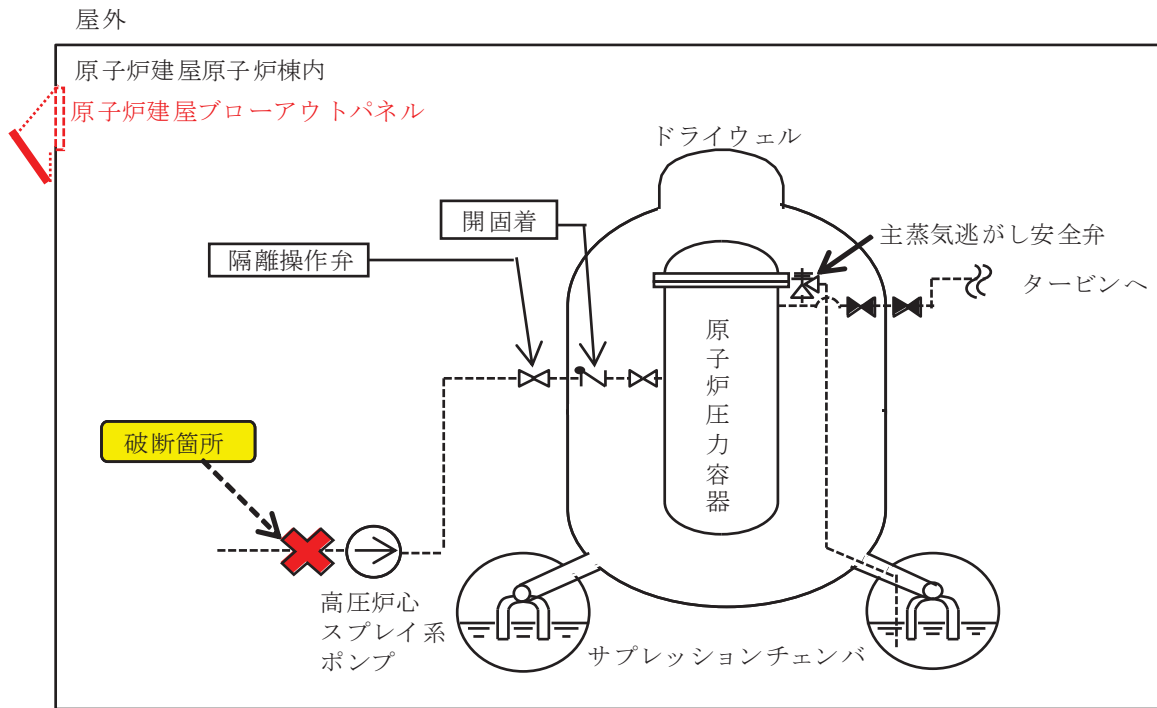 屋外
原子炉建屋原子炉棟内
原子炉建屋ブローアウトパネル
ドライウェル
開固着
主蒸気逃がし安全弁
隔離操作弁
タービンへ
原子炉圧力容器
破断箇所
高圧炉心
スプレイ系
ポンプ
サプレッションチェンバ